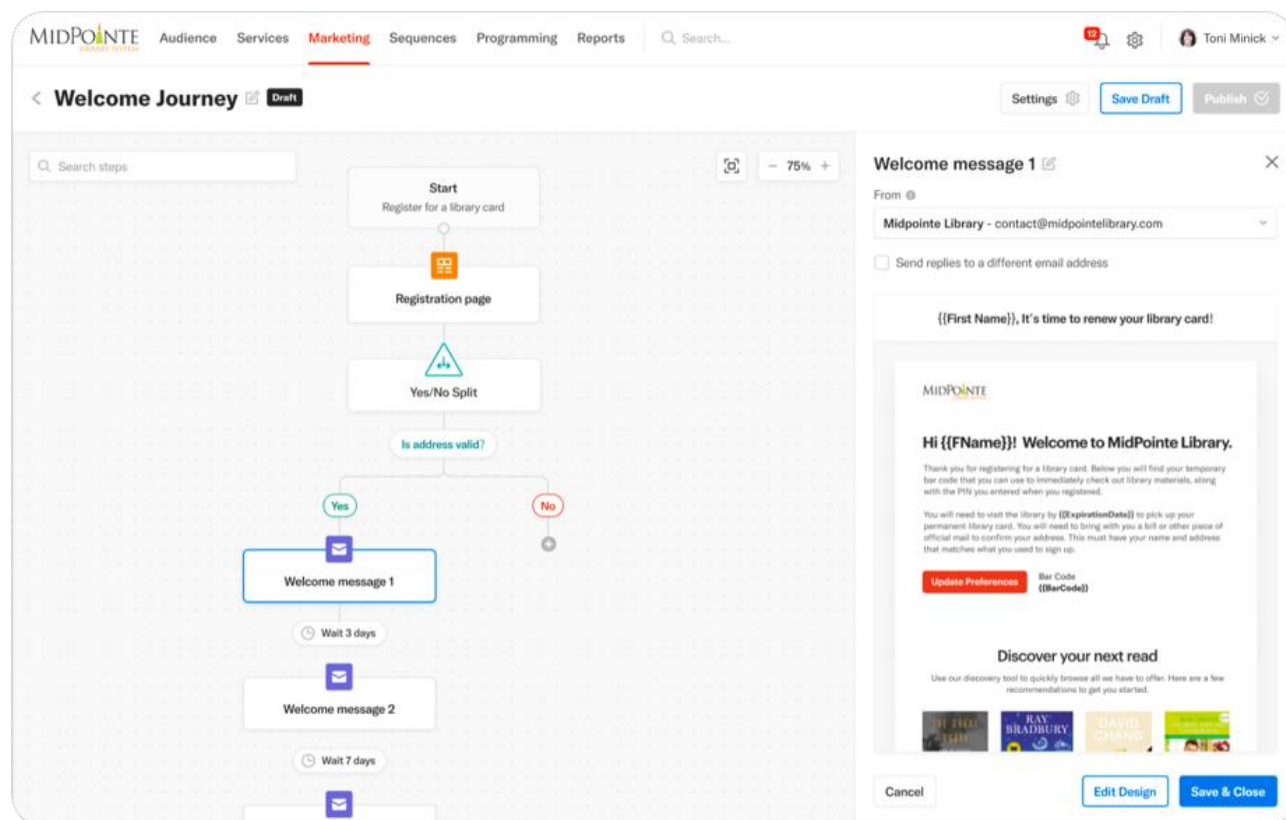 MIDPOINTE
LIBRARY SYSTEM
Audience Services Marketing Sequences Programming Reports Search...
12
Toni Minick
Welcome Journey Draft
Settings Save Draft Publish
Search steps
75%
Start
Register for a library card
Registration page
Yes/No Split
Is address valid?
Yes No
Welcome message 1
Wait 3 days
Welcome message 2
Wait 7 days
Welcome message 1
From
Midpointe Library - contact@midpointelibrary.com
Send replies to a different email address
{{First Name}}, It's time to renew your library card!
MIDPOINTE
Hi {{FName}}! Welcome to MidPointe Library.
Thank you for registering for a library card. Below you will find your temporary
bar code that you can use to immediately check out library materials, along
with the PIN you entered when you registered.
You will need to visit the library by {{ExpirationDate}} to pick up your
permanent library card. You will need to bring with you a bill or other piece of
official mail to confirm your address. This must have your name and address
that matches what you used to sign up.
Update Preferences
Bar Code
{{BarCode}}
Discover your next read
Use our discovery tool to quickly browse all we have to offer. Here are a few
recommendations to get you started.
RAY
BRADBURY
DAVID
CHANG
Cancel Edit Design Save & Close